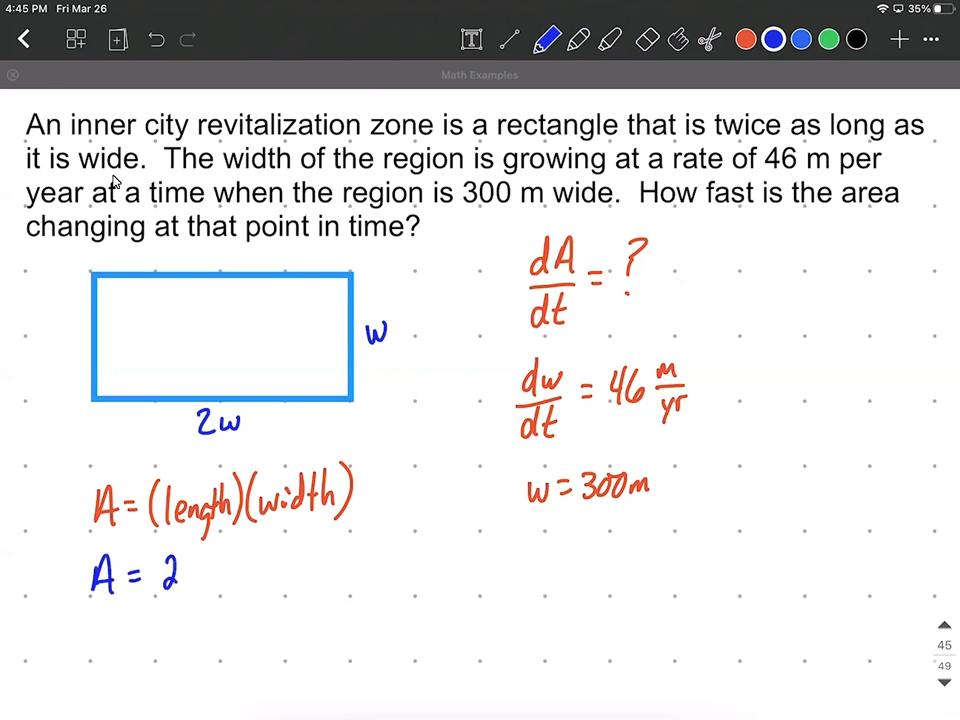 4:45 PM Fri Mar 26
35%
T
Math Examples
An inner city revitalization zone is a rectangle that is twice as long as
it is wide. The width of the region is growing at a rate of 46 m per
year at a time when the region is 300 m wide. How fast is the area
changing at that point in time?
dA/dt = ?
w
dw/dt = 46 m/yr
2w
w = 300m
A = (length)(width)
A = 2
45
49